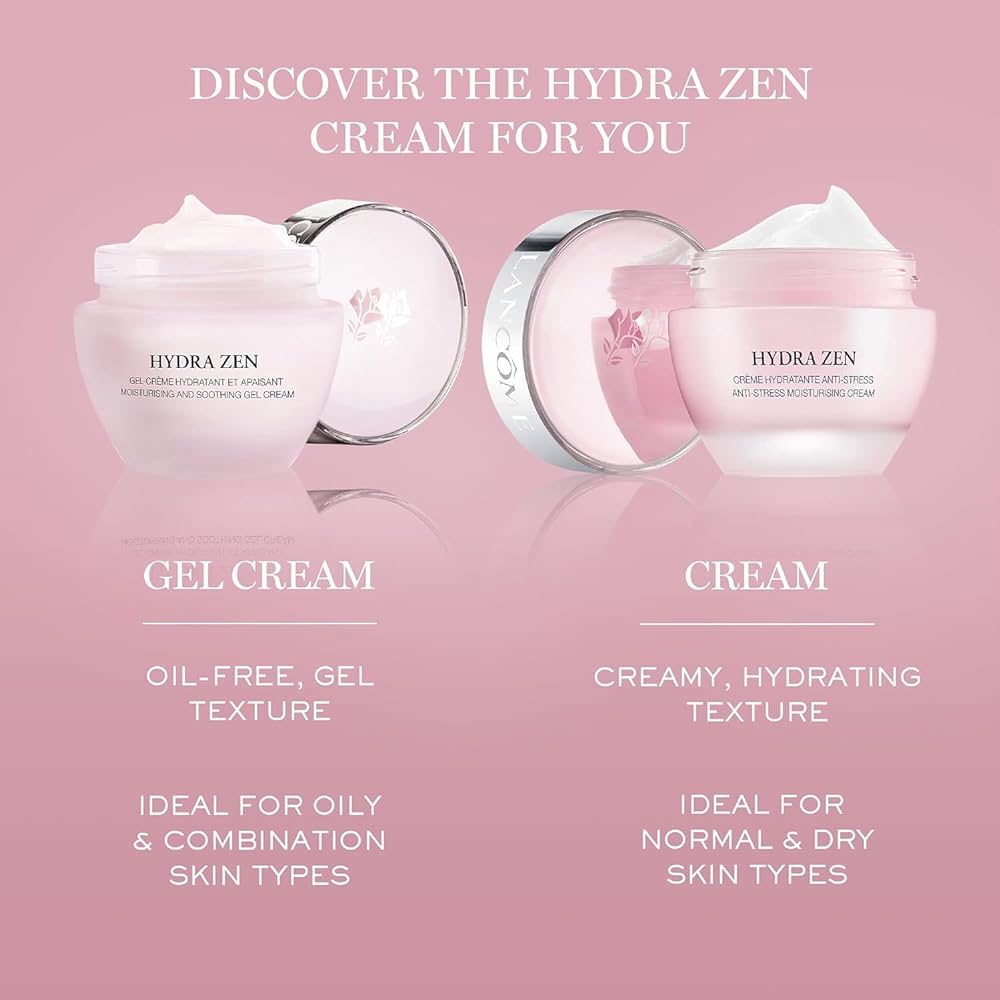 DISCOVER THE HYDRA ZEN
CREAM FOR YOU
LANCÔME
HYDRA ZEN
GEL-CRÈME HYDRATANT ET APAISANT
MOISTURISING AND SOOTHING GEL CREAM
HYDRA ZEN
CRÈME HYDRATANTE ANTI-STRESS
ANTI-STRESS MOISTURISING CREAM
GEL CREAM
OIL-FREE, GEL
TEXTURE
IDEAL FOR OILY
& COMBINATION
SKIN TYPES
CREAM
CREAMY, HYDRATING
TEXTURE
IDEAL FOR
NORMAL & DRY
SKIN TYPES